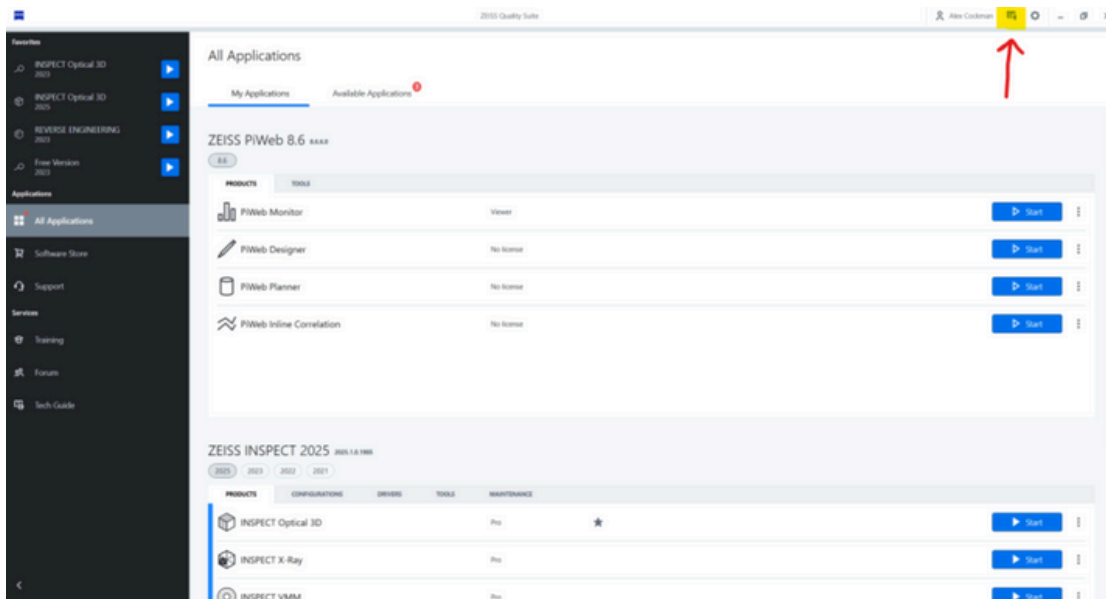 ZEISS Quality Suite
Alex Cockman
Favorites
INSPECT Optical 3D
2023
INSPECT Optical 3D
2025
REVERSE ENGINEERING
2023
Free Version
2023
Applications
All Applications
Software Store
Support
Services
Training
Forum
Tech Guide
All Applications
My Applications
Available Applications
ZEISS PiWeb 8.6
8.6
PRODUCTS TOOLS
PiWeb Monitor Viewer Start
PiWeb Designer No license Start
PiWeb Planner No license Start
PiWeb Inline Correlation No license Start
ZEISS INSPECT 2025
2025 2023 2022 2021
PRODUCTS CONFIGURATIONS DRIVERS TOOLS MAINTENANCE
INSPECT Optical 3D Pro Start
INSPECT X-Ray Pro Start
INSPECT VMM Pro Start